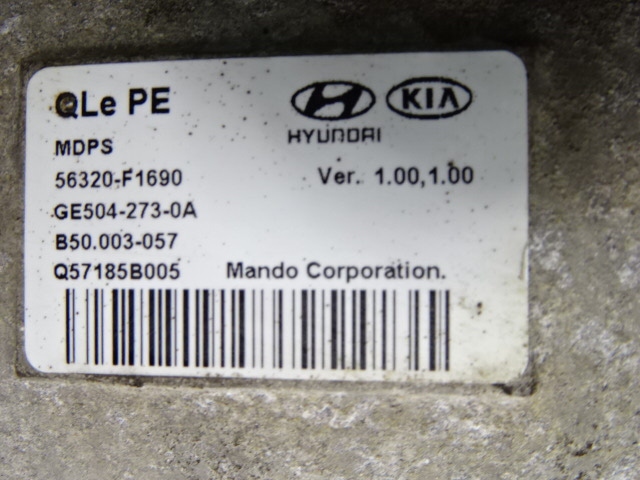 QLe PE
HYUNDAI KIA
MDPS
56320-F1690 Ver. 1.00,1.00
GE504-273-0A
B50.003-057
Q57185B005 Mando Corporation.